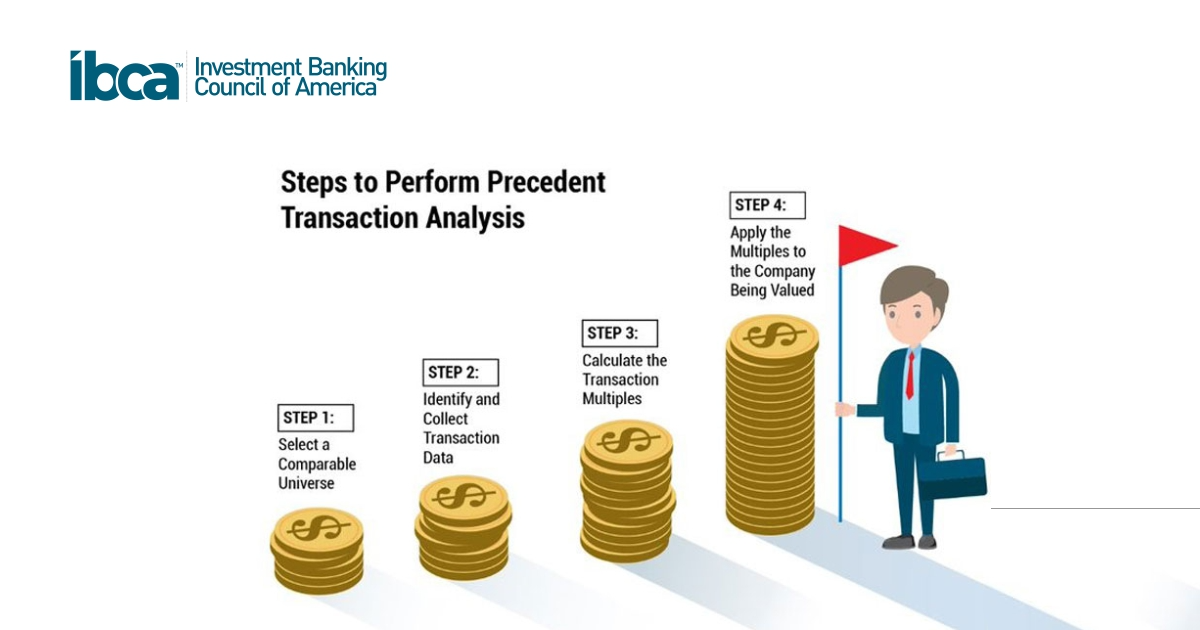 ibca™
Investment Banking
Council of America
Steps to Perform Precedent
Transaction Analysis
STEP 1:
Select a
Comparable
Universe
STEP 2:
Identify and
Collect
Transaction
Data
STEP 3:
Calculate the
Transaction
Multiples
STEP 4:
Apply the
Multiples to
the Company
Being Valued
$
$
$
$